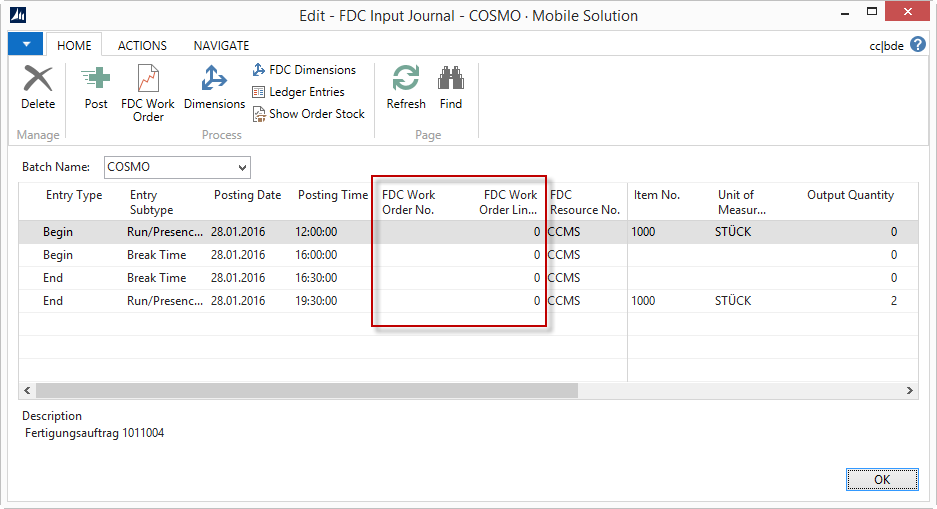 Edit - FDC Input Journal - COSMO · Mobile Solution
HOME ACTIONS NAVIGATE cc|bde ?
Delete
Post
FDC Work
Order
Dimensions
FDC Dimensions
Ledger Entries
Show Order Stock
Refresh
Find
Manage Process Page
Batch Name: COSMO
Entry Type Entry Subtype Posting Date Posting Time FDC Work Order No. FDC Work Order Lin... FDC Resource No. Item No. Unit of Measur... Output Quantity
Begin Run/Presenc... 28.01.2016 12:00:00 0 CCMS 1000 STÜCK 0
Begin Break Time 28.01.2016 16:00:00 0 CCMS 0
End Break Time 28.01.2016 16:30:00 0 CCMS 0
End Run/Presenc... 28.01.2016 19:30:00 0 CCMS 1000 STÜCK 2
Description
Fertigungsauftrag 1011004
OK